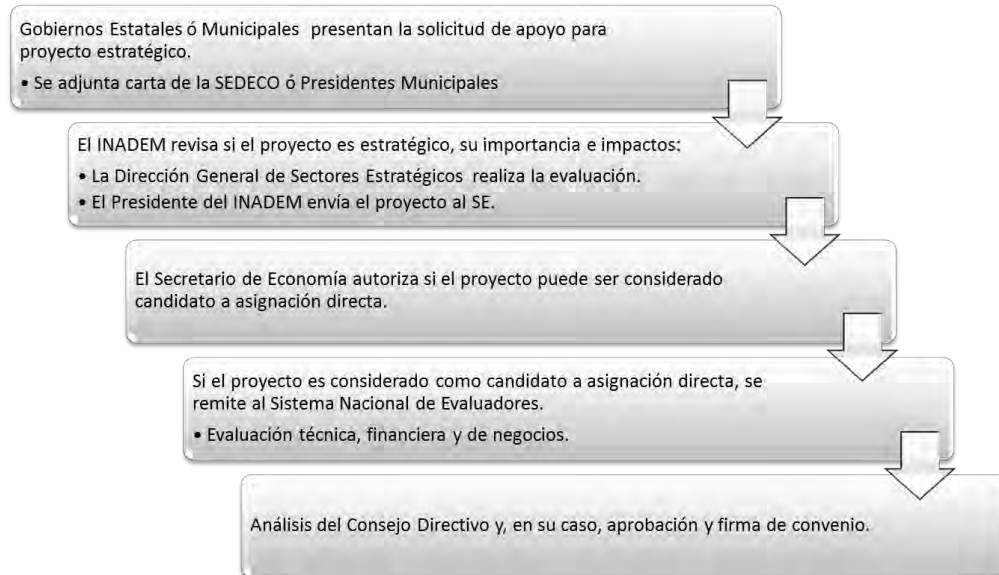 Gobiernos Estatales ó Municipales presentan la solicitud de apoyo para
proyecto estratégico.
• Se adjunta carta de la SEDECO ó Presidentes Municipales
El INADEM revisa si el proyecto es estratégico, su importancia e impactos:
• La Dirección General de Sectores Estratégicos realiza la evaluación.
• El Presidente del INADEM envía el proyecto al SE.
El Secretario de Economía autoriza si el proyecto puede ser considerado
candidato a asignación directa.
Si el proyecto es considerado como candidato a asignación directa, se
remite al Sistema Nacional de Evaluadores.
• Evaluación técnica, financiera y de negocios.
Análisis del Consejo Directivo y, en su caso, aprobación y firma de convenio.